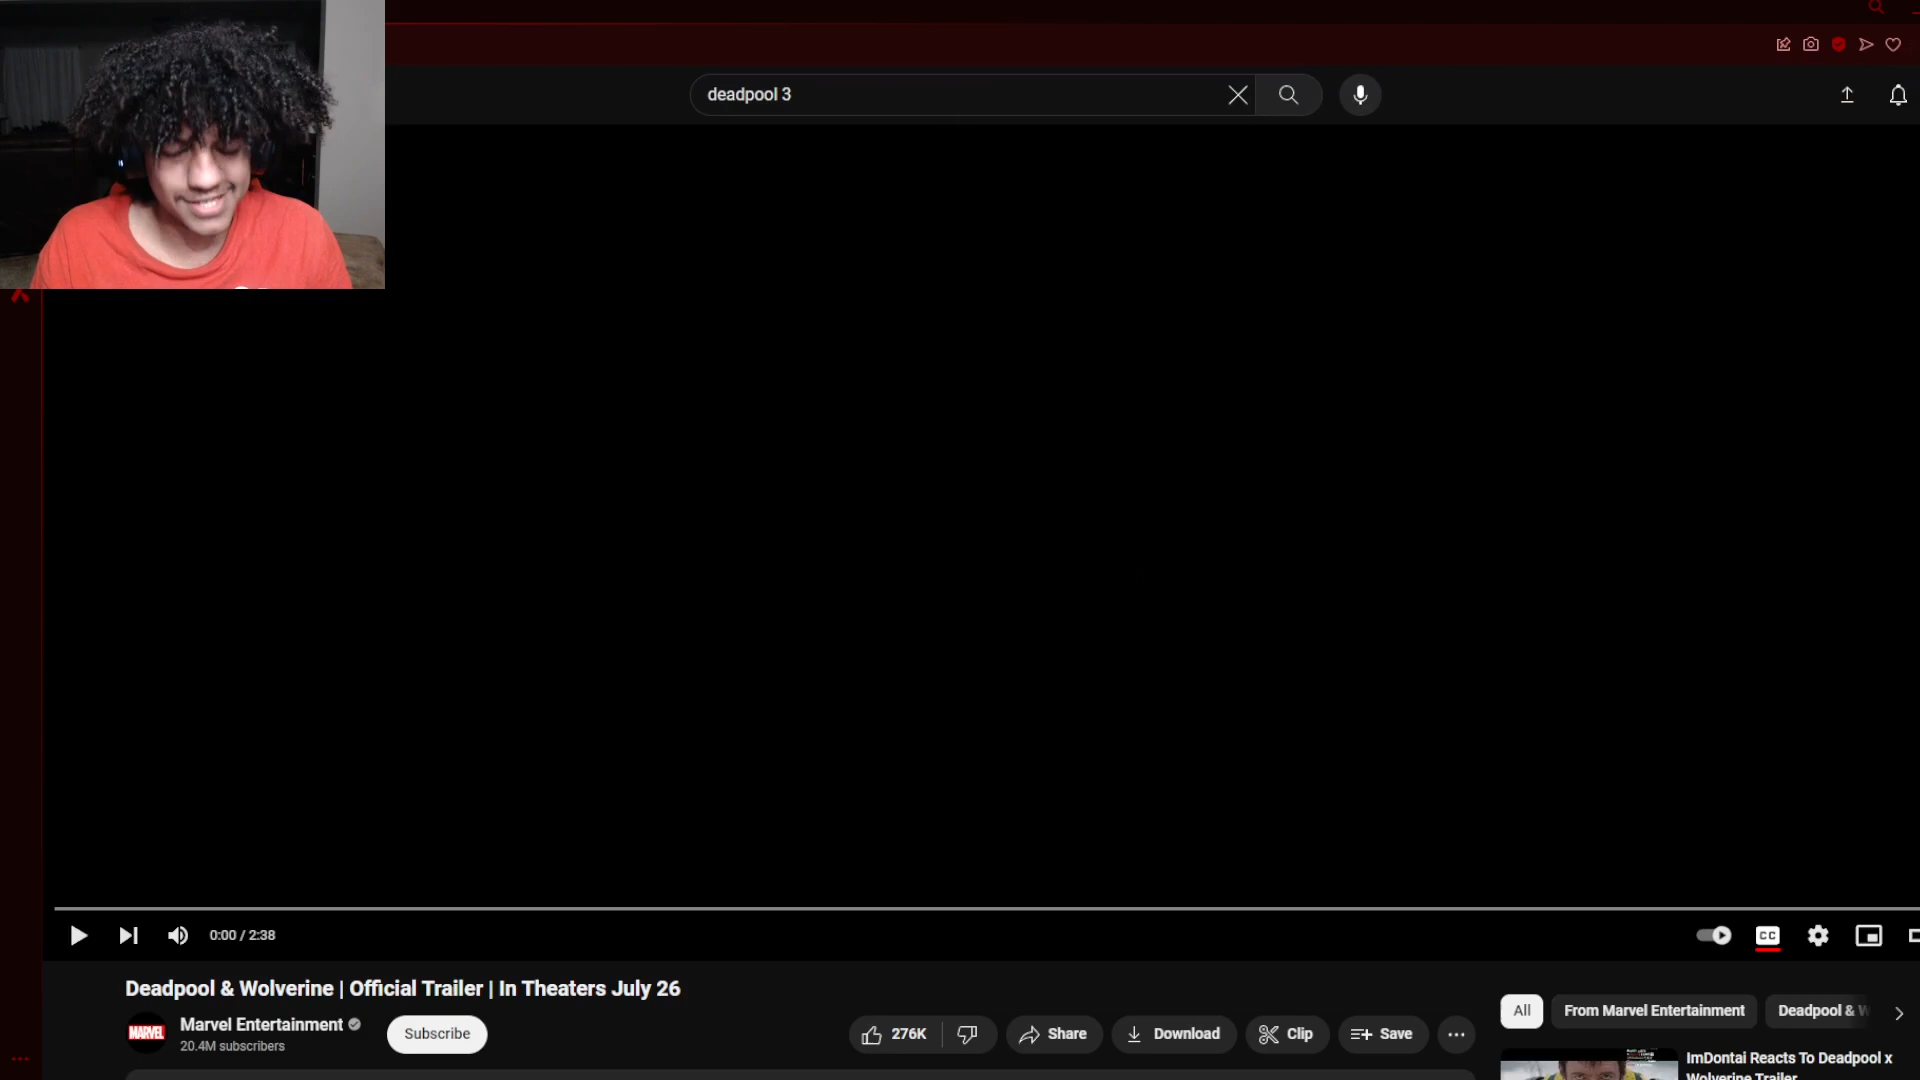 deadpool 3
0:00 / 2:38
CC
Deadpool & Wolverine | Official Trailer | In Theaters July 26
MARVEL
Marvel Entertainment
20.4M subscribers
Subscribe
276K
Share
Download
Clip
Save
All
From Marvel Entertainment
Deadpool & W
ImDontai Reacts To Deadpool x
Wolverine Trailer